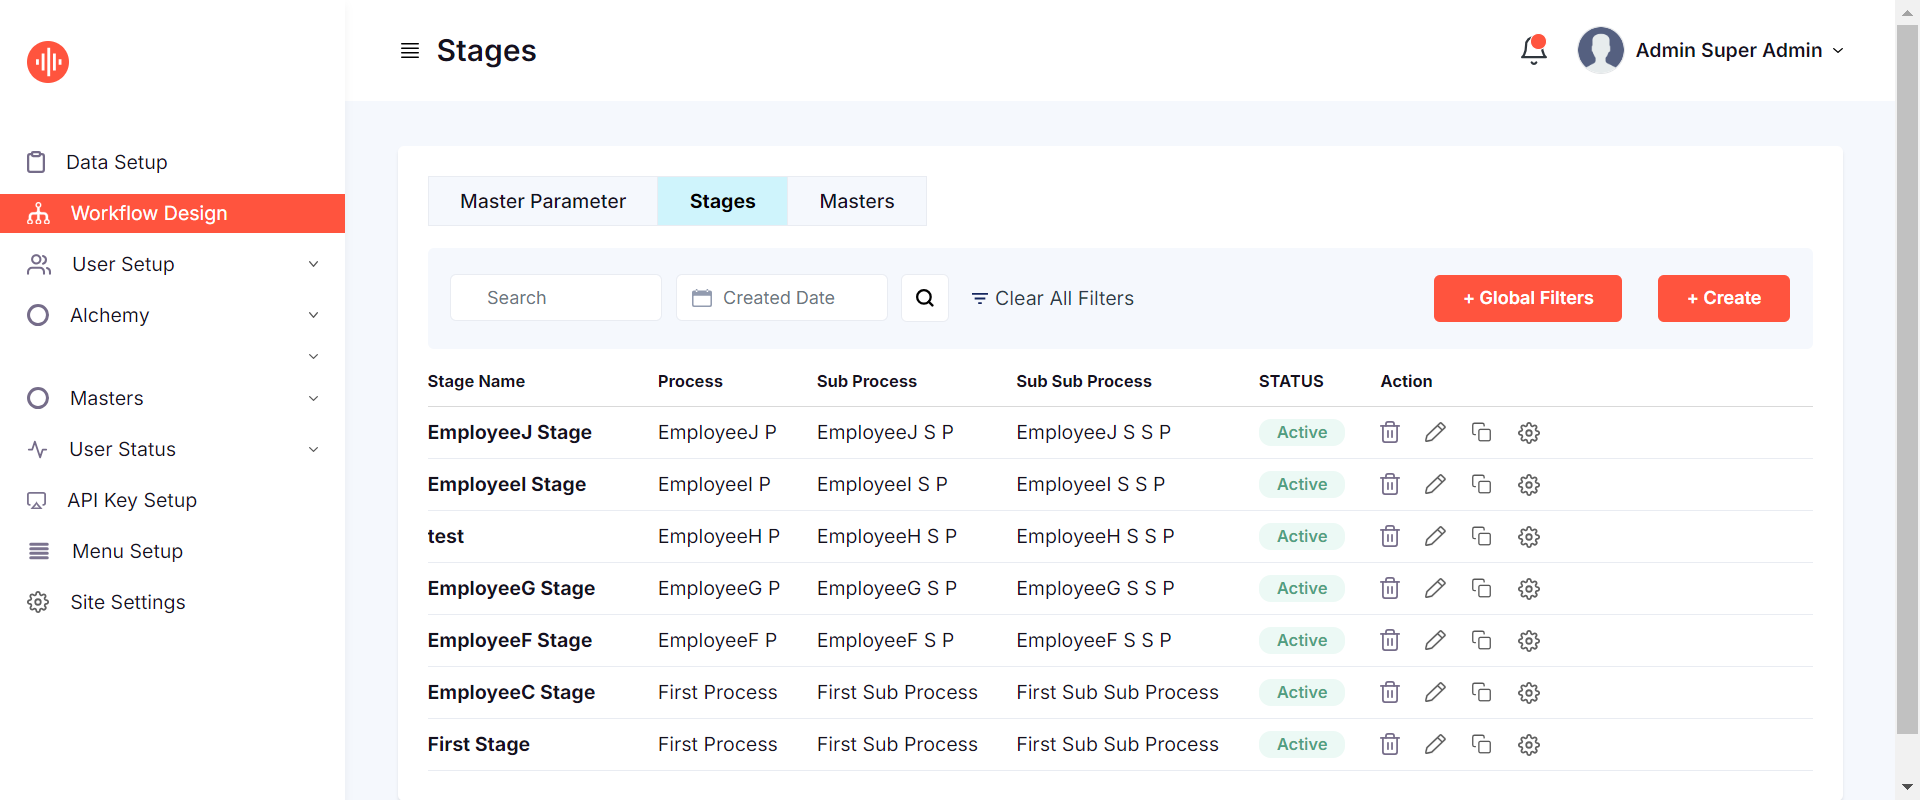 Stages
Admin Super Admin
Data Setup
Workflow Design
User Setup
Alchemy
Masters
User Status
API Key Setup
Menu Setup
Site Settings
Master Parameter Stages Masters
Search Created Date Clear All Filters + Global Filters + Create
Stage Name Process Sub Process Sub Sub Process STATUS Action
EmployeeJ Stage EmployeeJ P EmployeeJ S P EmployeeJ S S P Active
EmployeeI Stage EmployeeI P EmployeeI S P EmployeeI S S P Active
test EmployeeH P EmployeeH S P EmployeeH S S P Active
EmployeeG Stage EmployeeG P EmployeeG S P EmployeeG S S P Active
EmployeeF Stage EmployeeF P EmployeeF S P EmployeeF S S P Active
EmployeeC Stage First Process First Sub Process First Sub Sub Process Active
First Stage First Process First Sub Process First Sub Sub Process Active